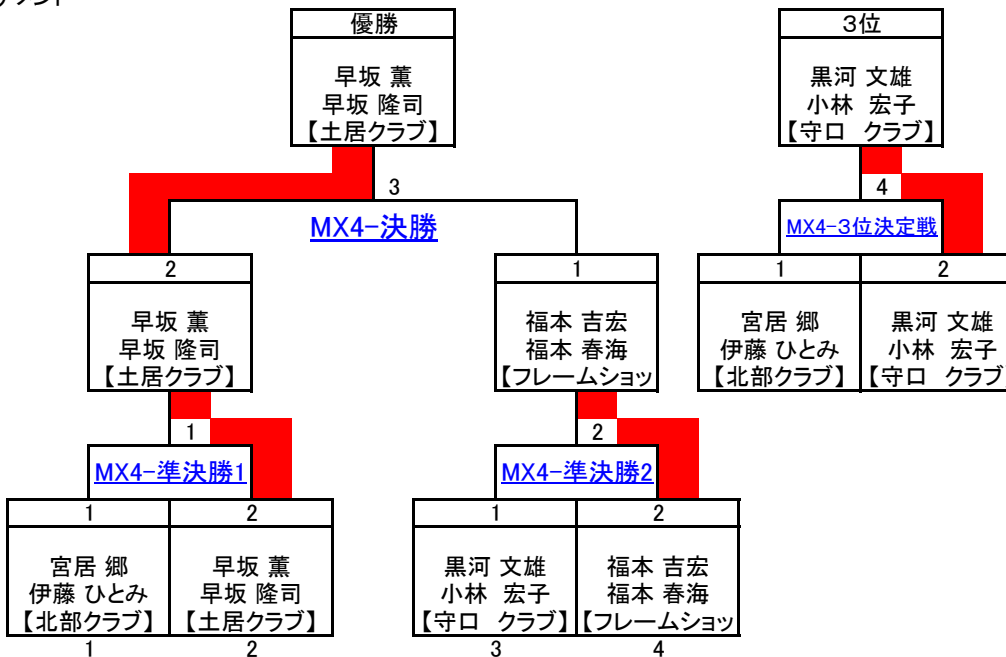 優勝
早坂 薫
早坂 隆司
【土居クラブ】
3位
黒河 文雄
小林 宏子
【守口 クラブ】
3
MX4-決勝
4
MX4-3位決定戦
2
早坂 薫
早坂 隆司
【土居クラブ】
1
福本 吉宏
福本 春海
【フレームショッ
1
宮居 郷
伊藤 ひとみ
【北部クラブ】
2
黒河 文雄
小林 宏子
【守口 クラブ
1
MX4-準決勝1
2
MX4-準決勝2
1
宮居 郷
伊藤 ひとみ
【北部クラブ】
1
2
早坂 薫
早坂 隆司
【土居クラブ】
2
1
黒河 文雄
小林 宏子
【守口 クラブ】
3
2
福本 吉宏
福本 春海
【フレームショッ
4